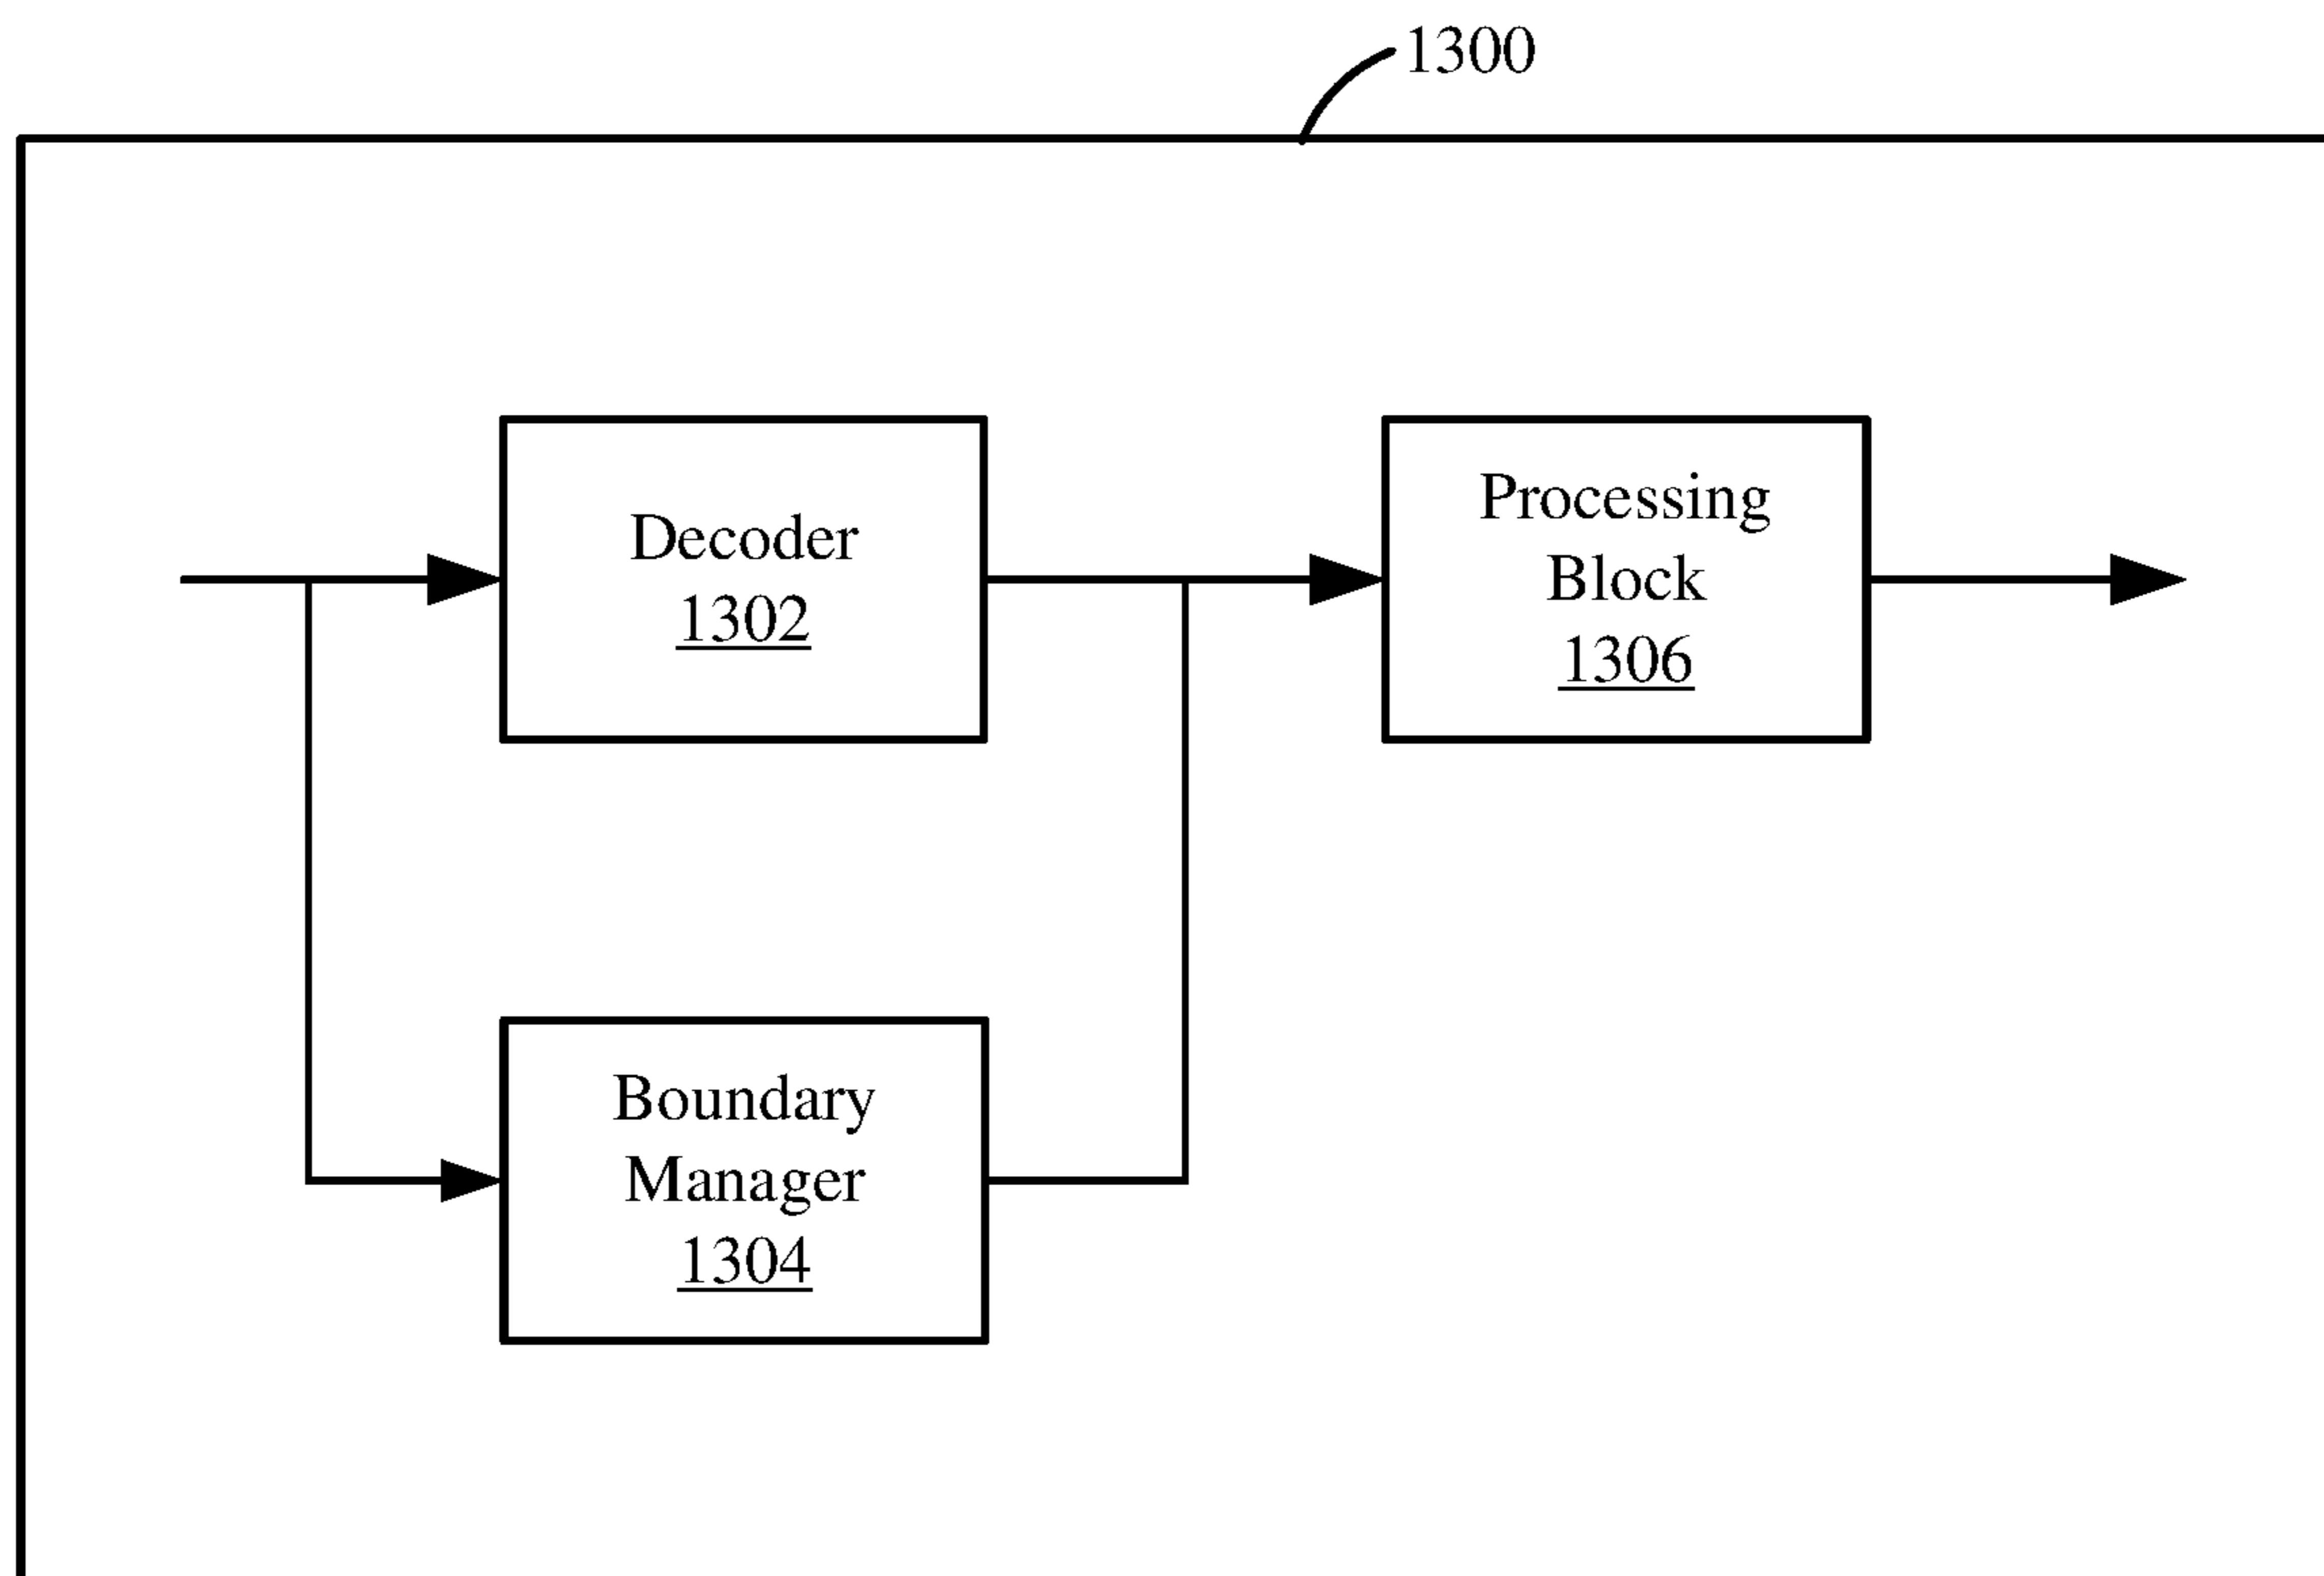 1300
Decoder
1302
Processing
Block
1306
Boundary
Manager
1304